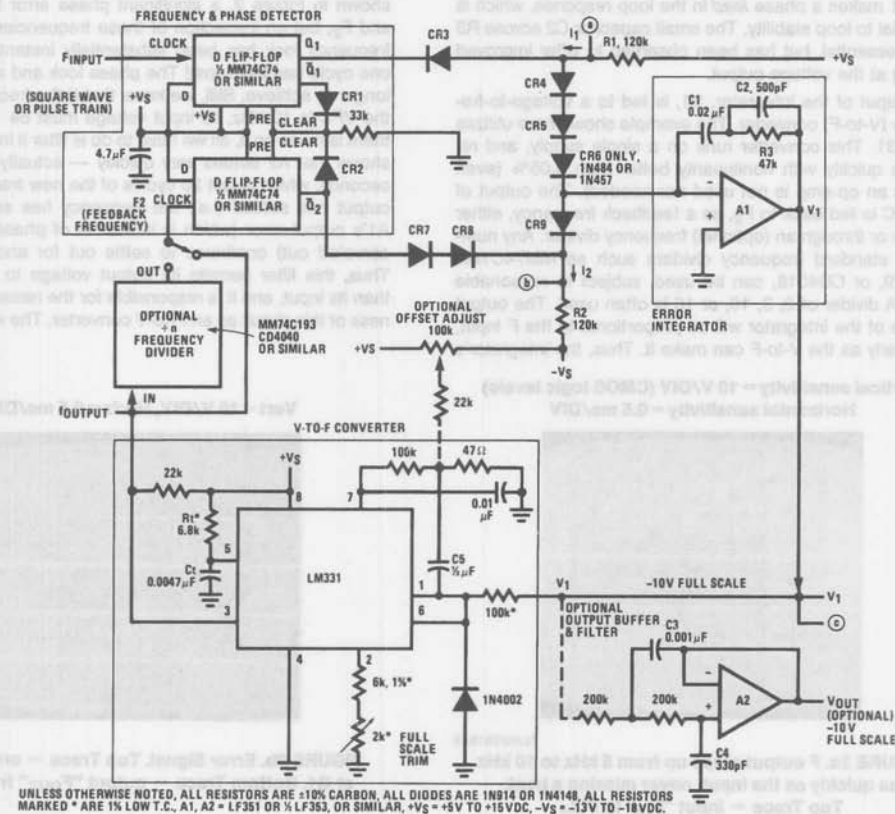 FREQUENCY & PHASE DETECTOR
CLOCK
FINPUT
(SQUARE WAVE
OR PULSE TRAIN)
D FLIP-FLOP
½ MM74C74
OR SIMILAR
Q1
Q̄1
D
+VS
+VS
PRE
CLEAR
PRE
CLEAR
4.7µF
CR1
33k
CR2
D
D FLIP-FLOP
½ MM74C74
OR SIMILAR
CLOCK
Q̄2
F2
(FEEDBACK
FREQUENCY)
CR3
I1
a
R1, 120k
+VS
CR4
CR5
CR6 ONLY,
1N484 OR
1N457
CR9
CR7
CR8
b
I2
R2
120k
-VS
C1
0.02 µF
C2, 500pF
R3
47k
-
+
A1
V1
ERROR
INTEGRATOR
OUT
OPTIONAL
÷ n
FREQUENCY
DIVIDER
MM74C193
CD4040
OR SIMILAR
IN
fOUTPUT
OPTIONAL
OFFSET ADJUST
100k
+VS
22k
V-TO-F CONVERTER
+VS
22k
Rt*
6.8k
Ct
0.0047µF
8
7
5
3
4
2
1
6
LM331
100k
47Ω
0.01
µF
C5
½µF
100k*
6k, 1%*
2k*
FULL
SCALE
TRIM
1N4002
V1
-10V FULL SCALE
V1
c
OPTIONAL
OUTPUT BUFFER
& FILTER
C3
0.001µF
200k
200k
-
+
A2
C4
330pF
VOUT
(OPTIONAL)
-10V
FULL SCALE
UNLESS OTHERWISE NOTED, ALL RESISTORS ARE ±10% CARBON, ALL DIODES ARE 1N914 OR 1N4148, ALL RESISTORS
MARKED * ARE 1% LOW T.C., A1, A2 = LF351 OR ½ LF353, OR SIMILAR, +VS = +5V TO +15VDC, -VS = -13V TO -18VDC.